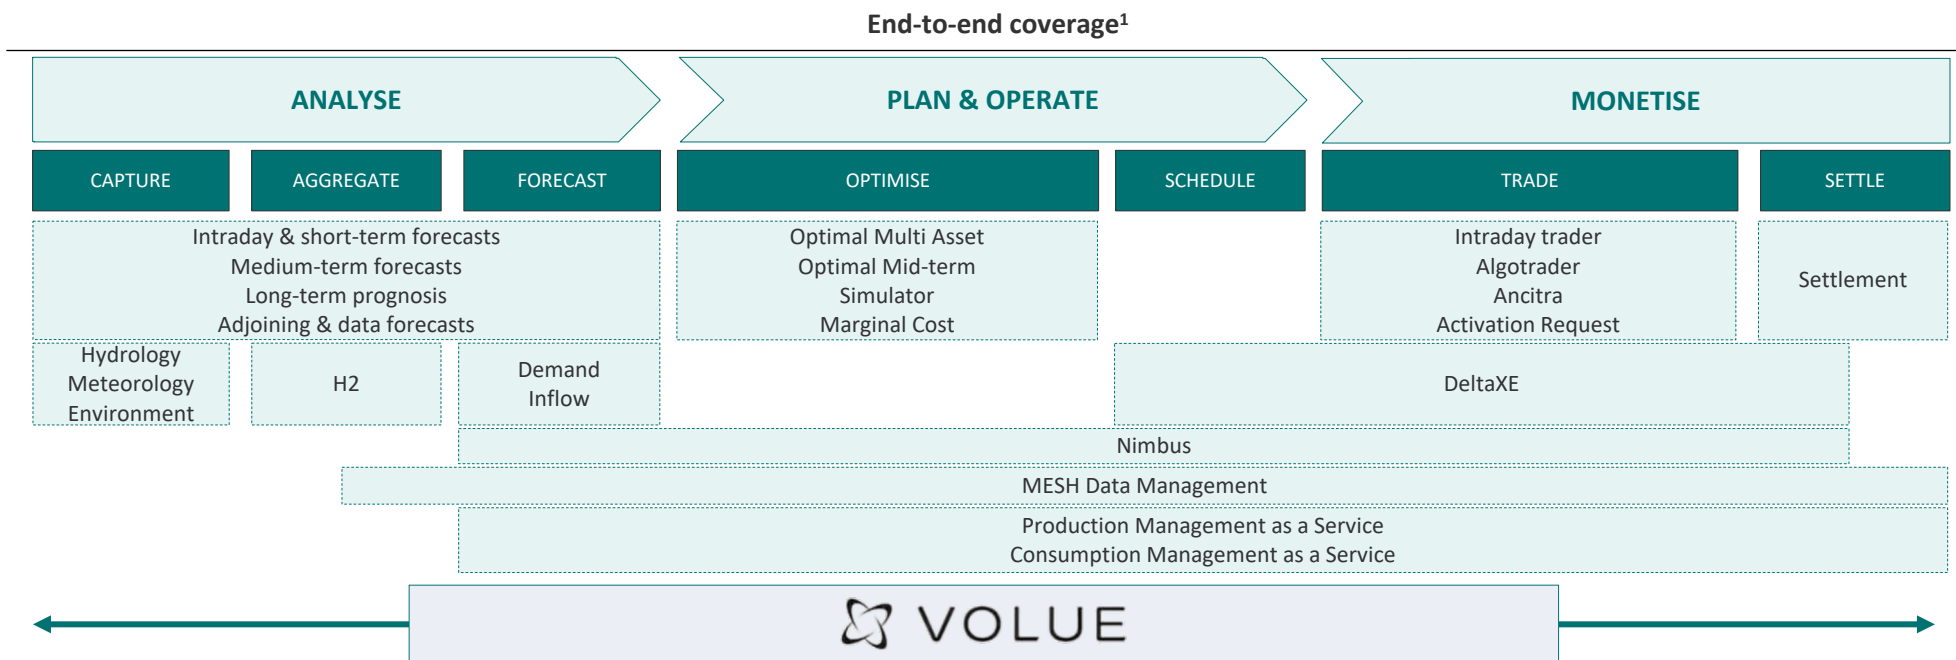 End-to-end coverage¹
ANALYSE
PLAN & OPERATE
MONETISE
CAPTURE
AGGREGATE
FORECAST
OPTIMISE
SCHEDULE
TRADE
SETTLE
Intraday & short-term forecasts
Medium-term forecasts
Long-term prognosis
Adjoining & data forecasts
Optimal Multi Asset
Optimal Mid-term
Simulator
Marginal Cost
Intraday trader
Algotrader
Ancitra
Activation Request
Settlement
Hydrology
Meteorology
Environment
H2
Demand
Inflow
DeltaXE
Nimbus
MESH Data Management
Production Management as a Service
Consumption Management as a Service
VOLUE